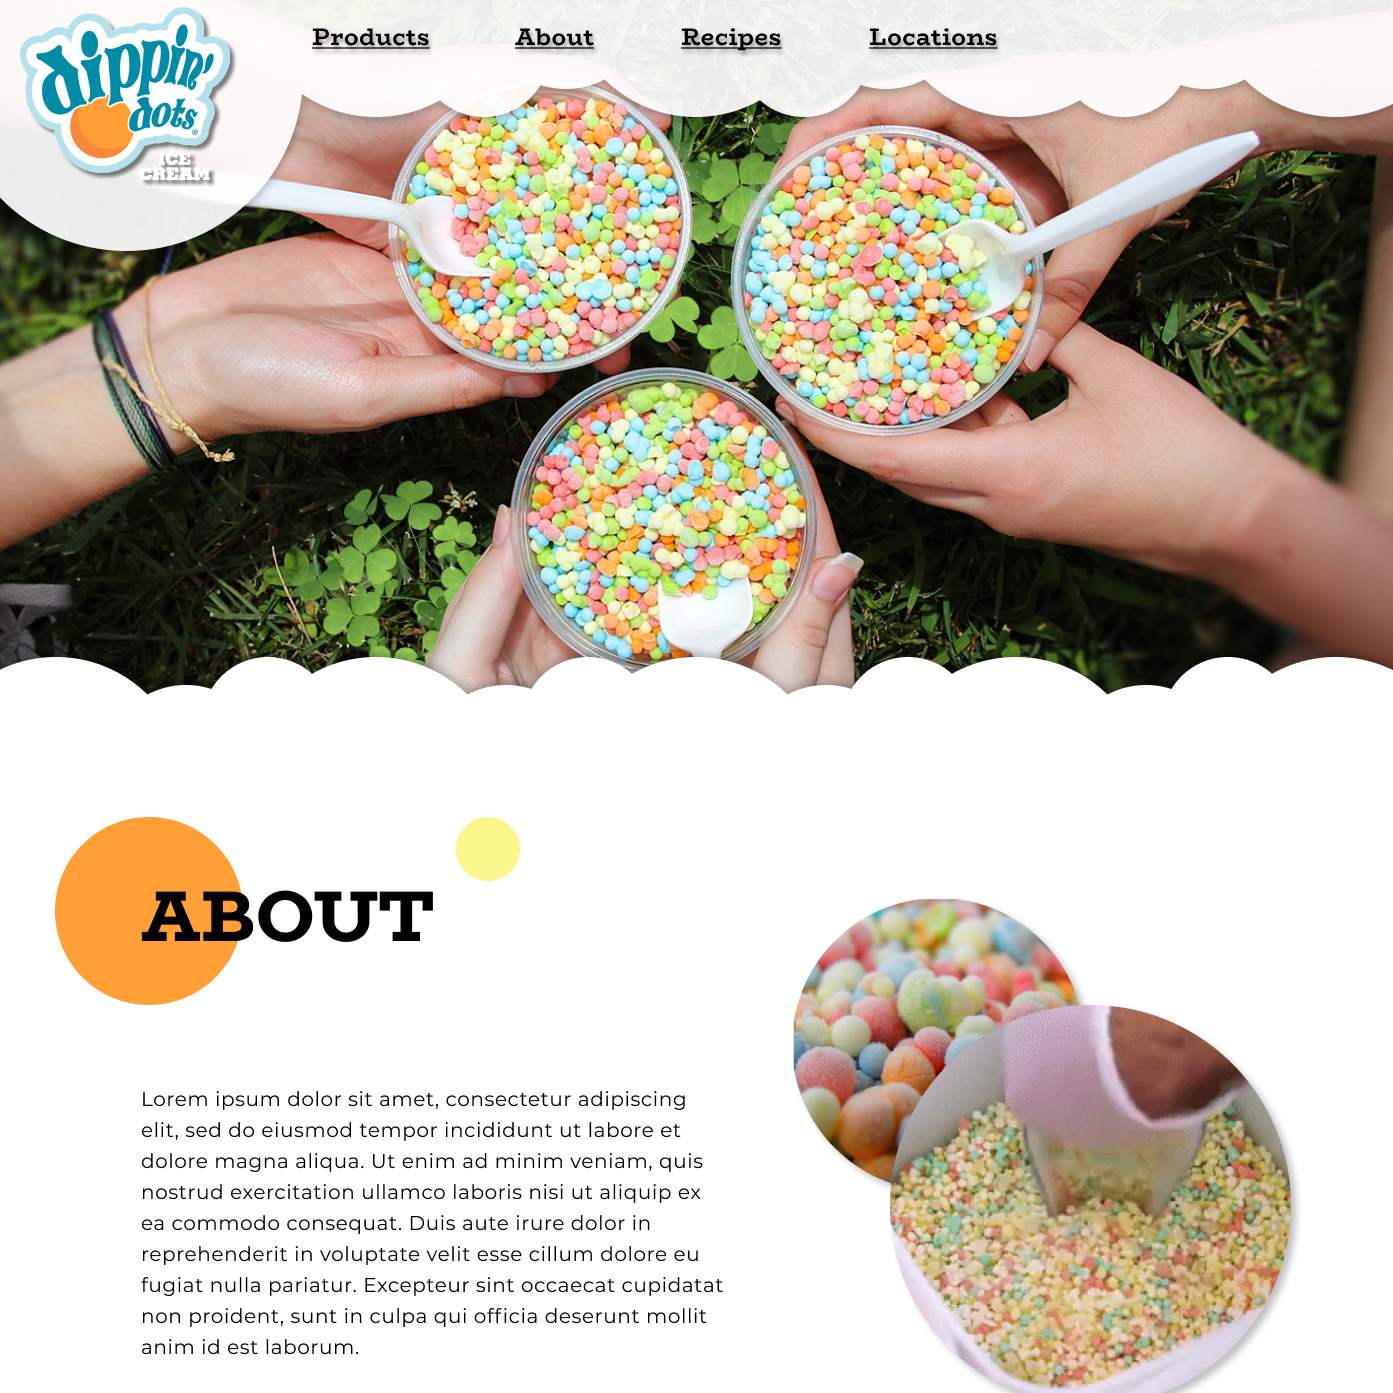 dippin'
dots®
ICE
CREAM
Products About Recipes Locations
ABOUT
Lorem ipsum dolor sit amet, consectetur adipiscing
elit, sed do eiusmod tempor incididunt ut labore et
dolore magna aliqua. Ut enim ad minim veniam, quis
nostrud exercitation ullamco laboris nisi ut aliquip ex
ea commodo consequat. Duis aute irure dolor in
reprehenderit in voluptate velit esse cillum dolore eu
fugiat nulla pariatur. Excepteur sint occaecat cupidatat
non proident, sunt in culpa qui officia deserunt mollit
anim id est laborum.